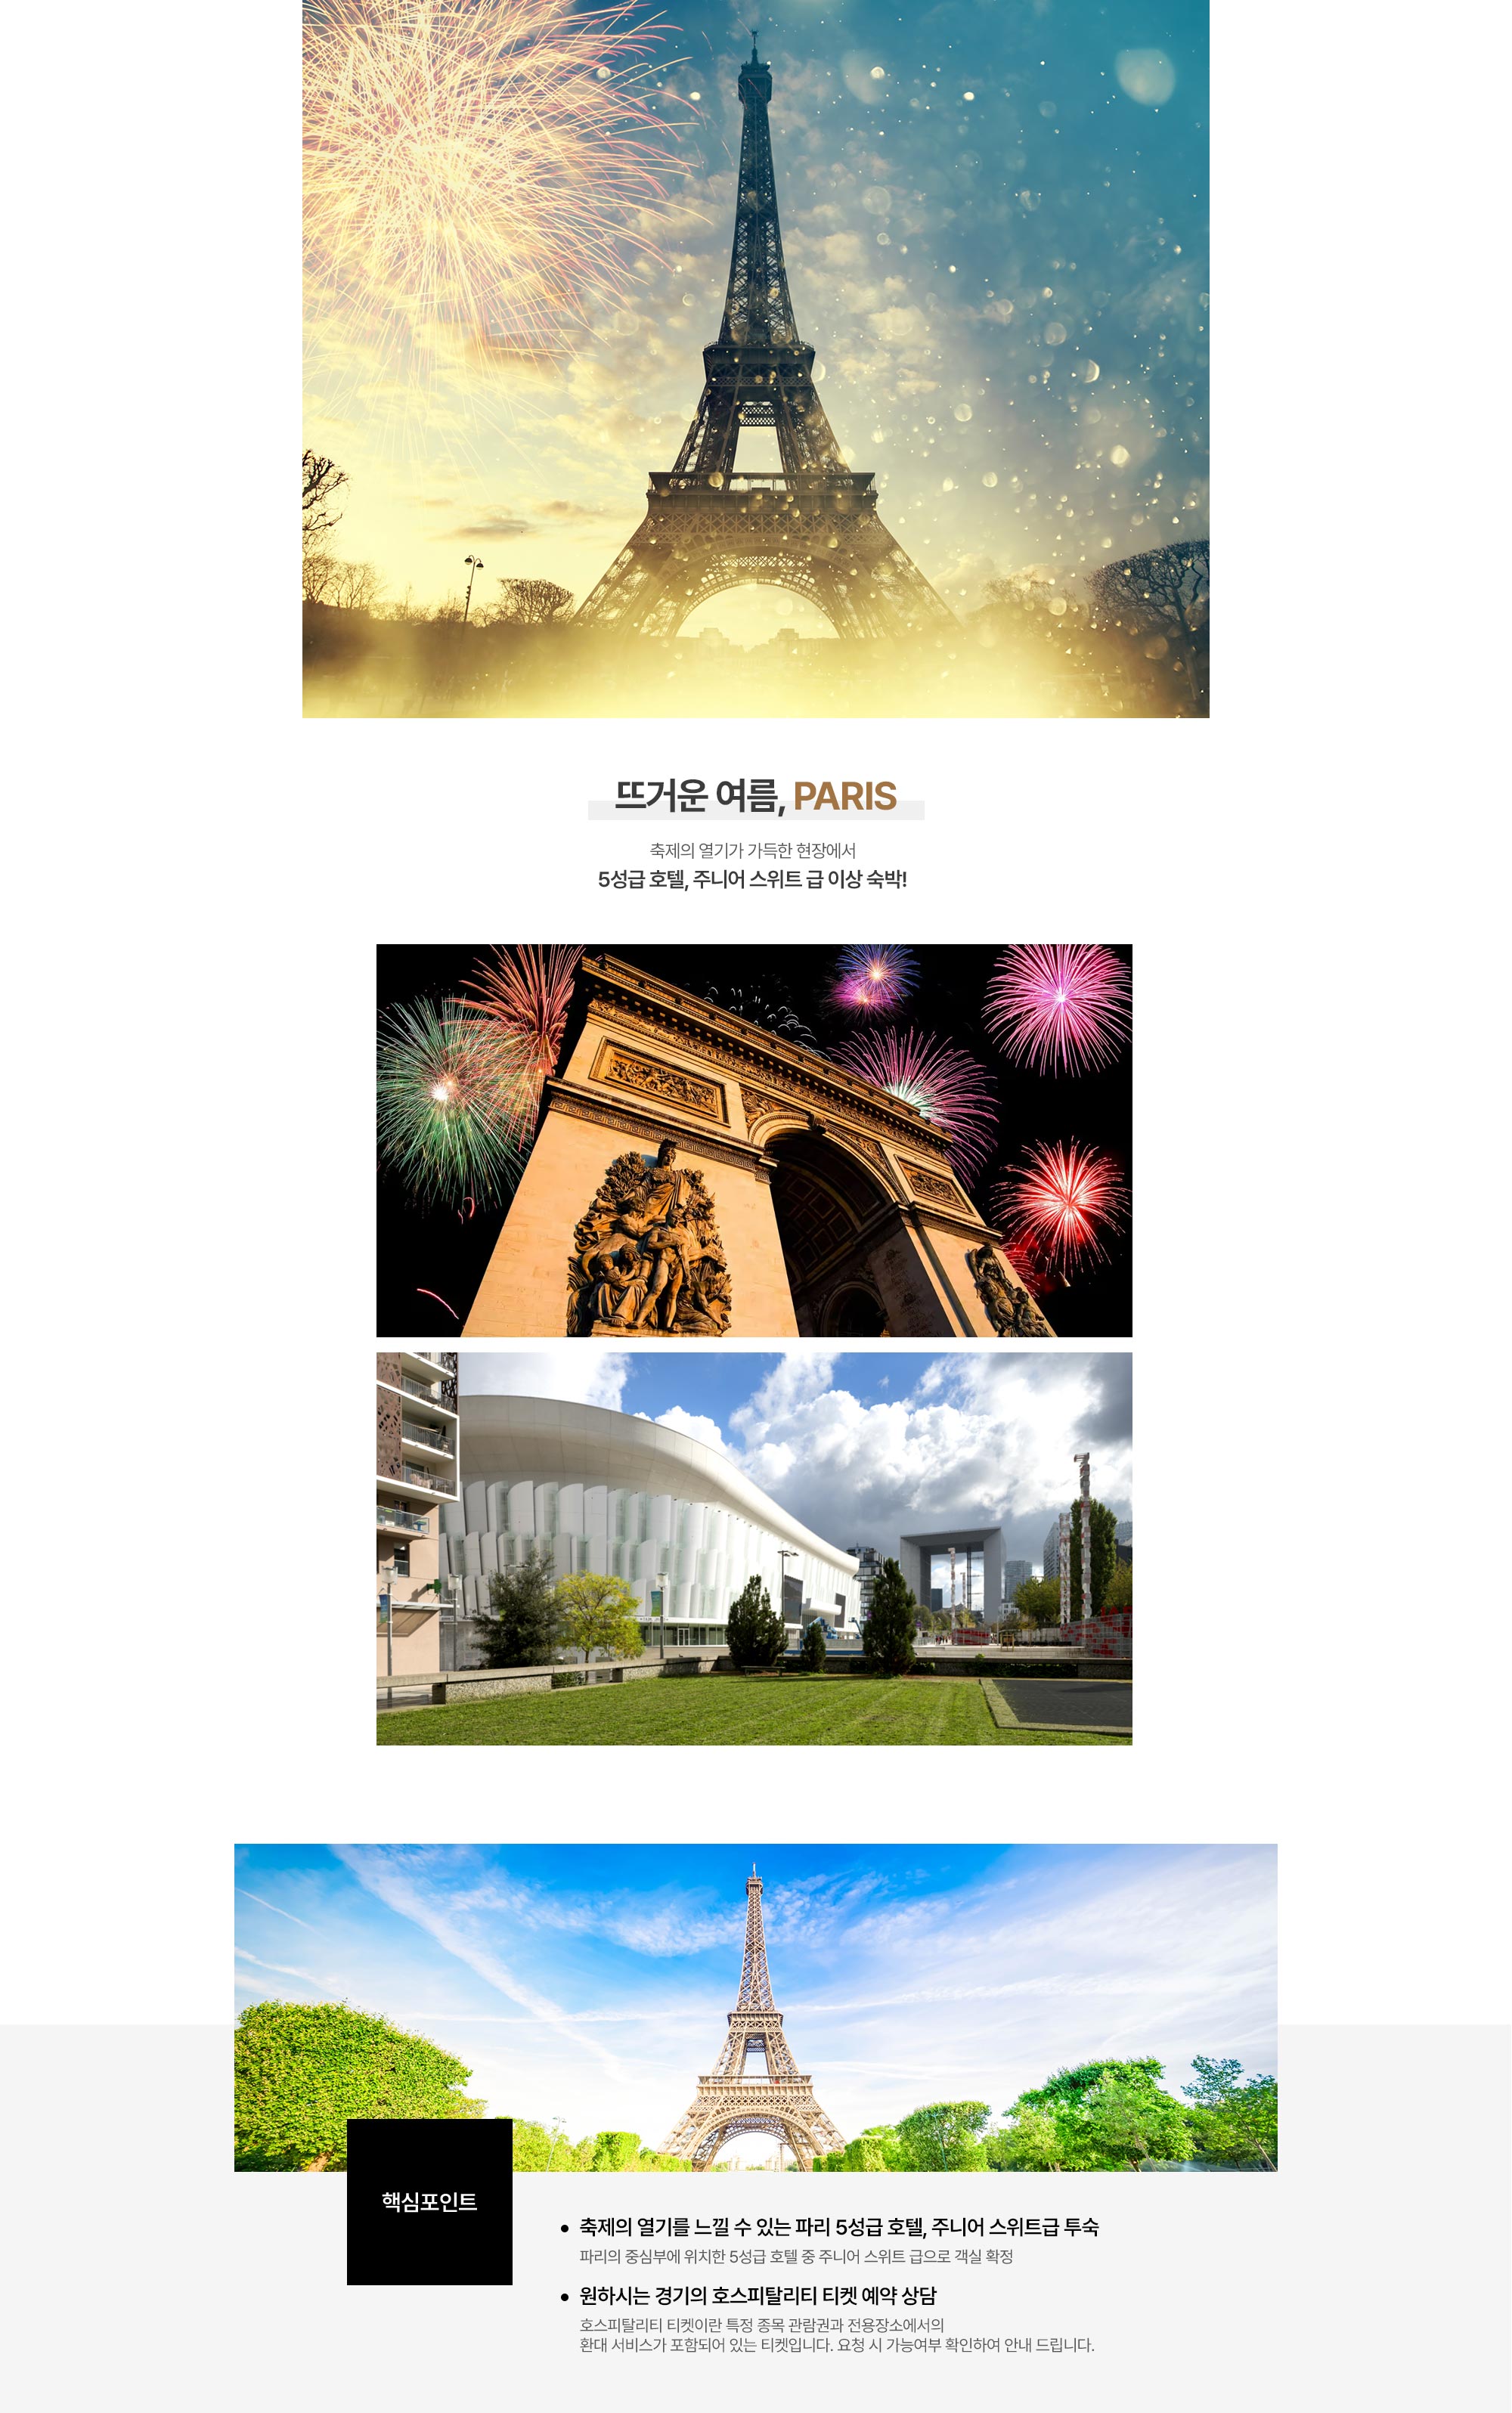 뜨거운 여름, PARIS
축제의 열기가 가득한 현장에서
5성급 호텔, 주니어 스위트 급 이상 숙박!
핵심포인트
• 축제의 열기를 느낄 수 있는 파리 5성급 호텔, 주니어 스위트급 투숙
파리의 중심부에 위치한 5성급 호텔 중 주니어 스위트 급으로 객실 확정
• 원하시는 경기의 호스피탈리티 티켓 예약 상담
호스피탈리티 티켓이란 특정 종목 관람권과 전용장소에서의
환대 서비스가 포함되어 있는 티켓입니다. 요청 시 가능여부 확인하여 안내 드립니다.